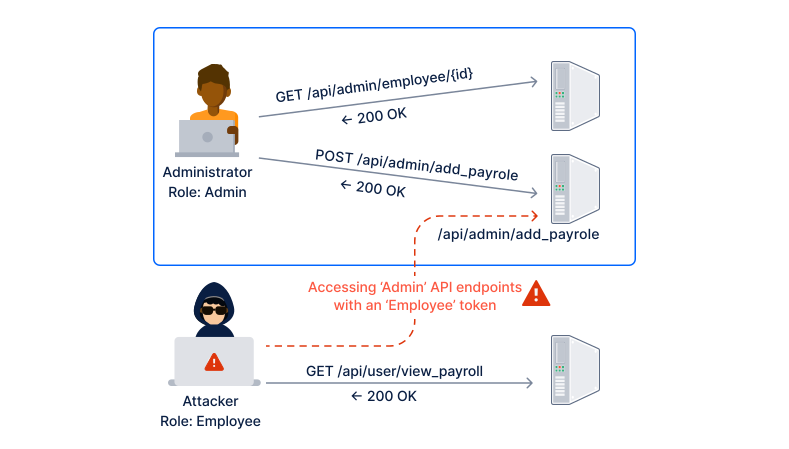 GET /api/admin/employee/{id}
← 200 OK
POST /api/admin/add_payrole
← 200 OK
Administrator
Role: Admin
/api/admin/add_payrole
Accessing ‘Admin’ API endpoints
with an ‘Employee’ token
GET /api/user/view_payroll
← 200 OK
Attacker
Role: Employee